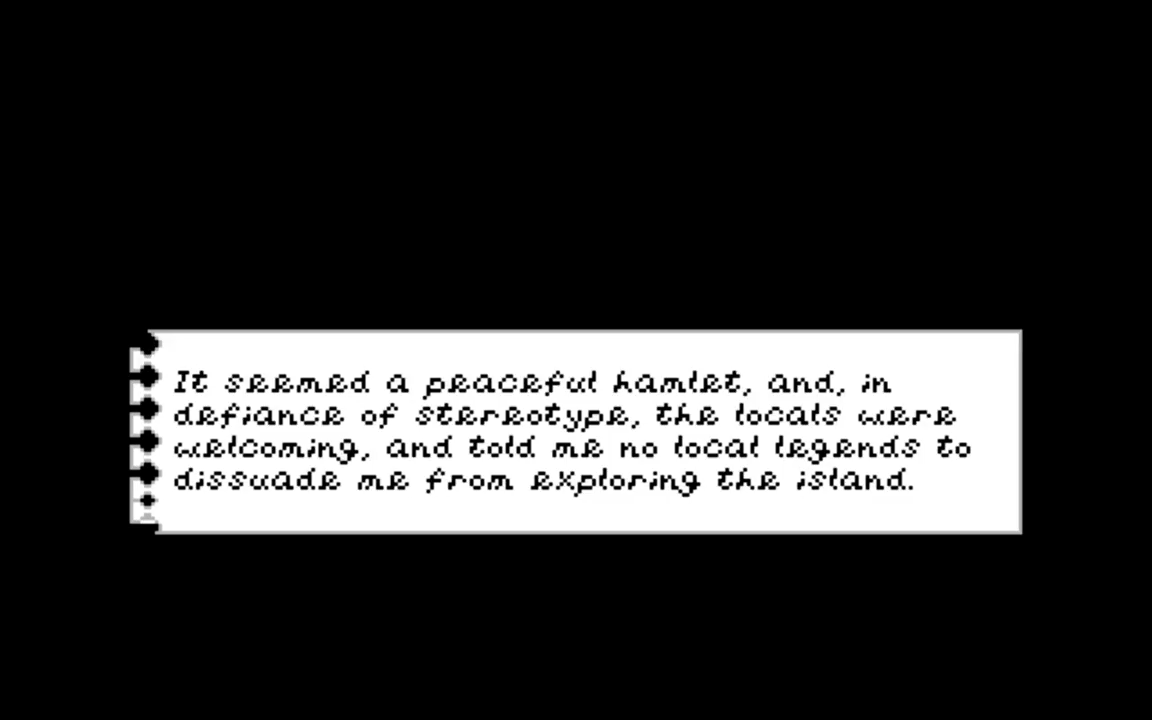 It seemed a peaceful hamlet, and, in
defiance of stereotype, the locals were
welcoming, and told me no local legends to
dissuade me from exploring the island.